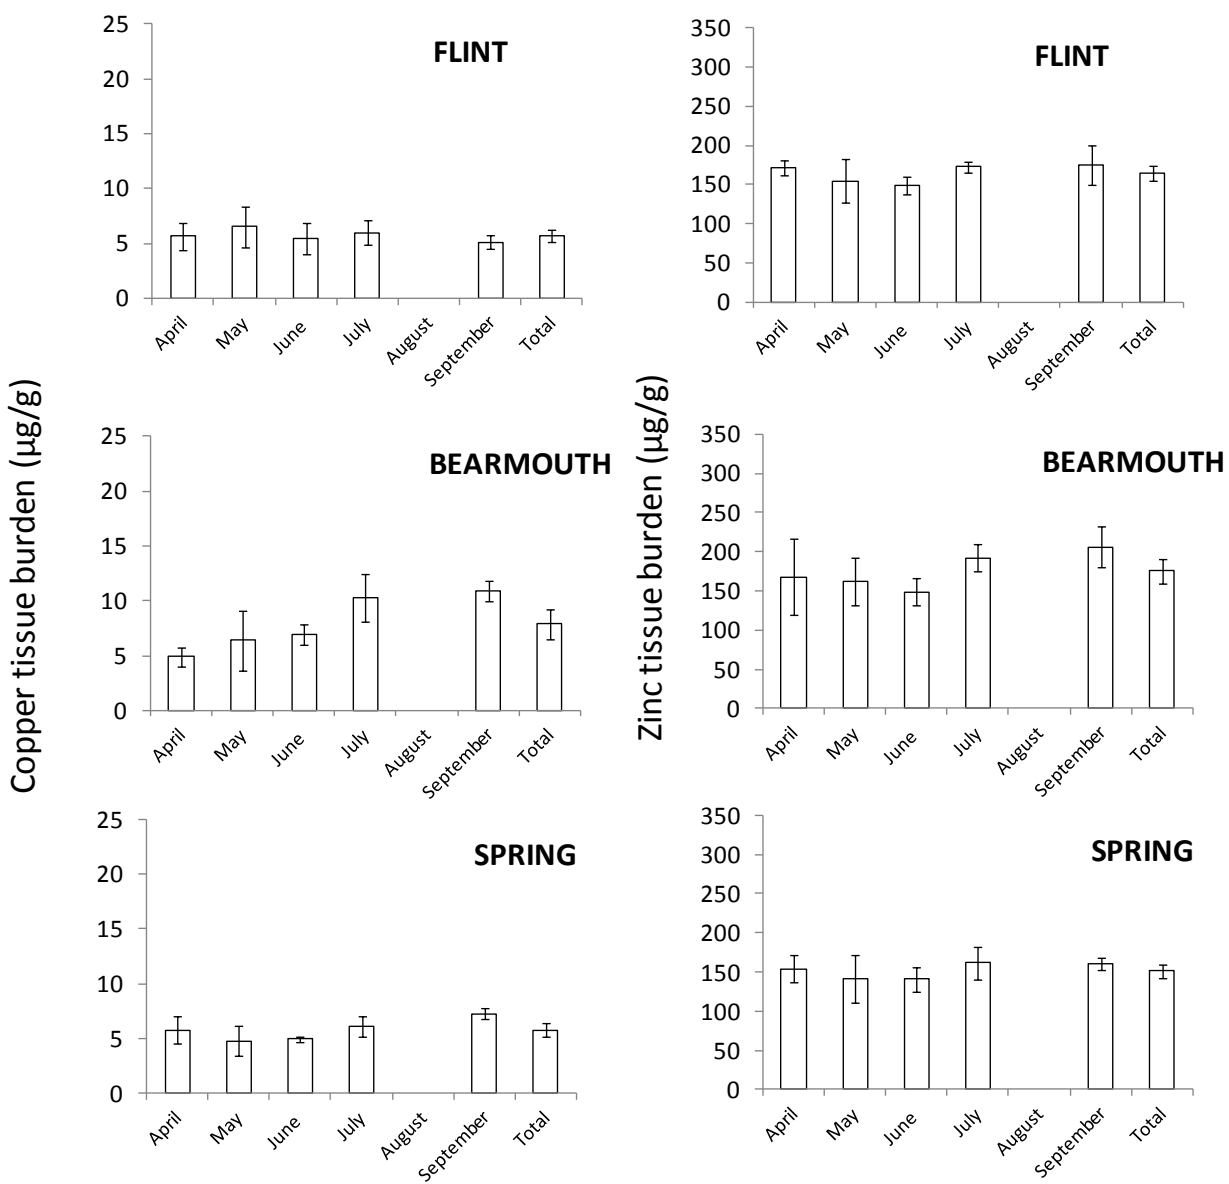 Copper tissue burden (µg/g)
FLINT
25
20
15
10
5
0
April
May
June
July
August
September
Total
BEARMOUTH
25
20
15
10
5
0
April
May
June
July
August
September
Total
SPRING
25
20
15
10
5
0
April
May
June
July
August
September
Total
Zinc tissue burden (µg/g)
FLINT
350
300
250
200
150
100
50
0
April
May
June
July
August
September
Total
BEARMOUTH
350
300
250
200
150
100
50
0
April
May
June
July
August
September
Total
SPRING
350
300
250
200
150
100
50
0
April
May
June
July
August
September
Total